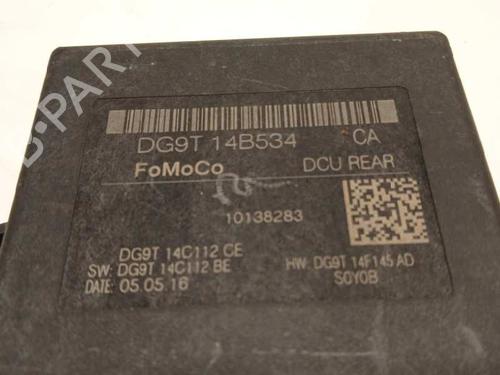 B-PARTS
DG9T 14B534 CA
FoMoCo DCU REAR
10138283
DG9T 14C112 CE
SW: DG9T 14C112 BE HW: DG9T 14F145 AD
DATE: 05.05.16 S0Y0B